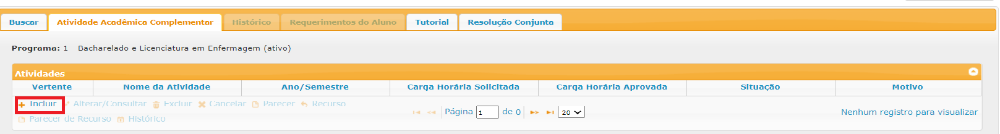 Buscar Atividade Acadêmica Complementar Histórico Requerimentos do Aluno Tutorial Resolução Conjunta
Programa: 1 Bacharelado e Licenciatura em Enfermagem (ativo)
Atividades
Vertente Nome da Atividade Ano/Semestre Carga Horária Solicitada Carga Horária Aprovada Situação Motivo
Incluir Alterar/Consultar Excluir Cancelar Parecer Recurso
Parecer de Recurso Histórico
Página 1 de 0 20 Nenhum registro para visualizar